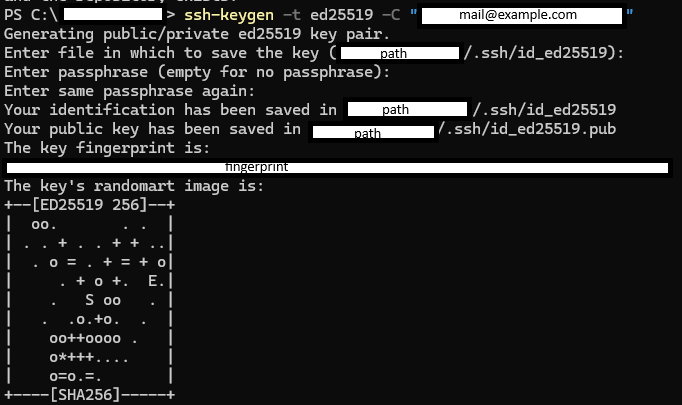 PS C:\ > ssh-keygen -t ed25519 -C "mail@example.com"
Generating public/private ed25519 key pair.
Enter file in which to save the key ( path /.ssh/id_ed25519):
Enter passphrase (empty for no passphrase):
Enter same passphrase again:
Your identification has been saved in path /.ssh/id_ed25519
Your public key has been saved in path /.ssh/id_ed25519.pub
The key fingerprint is:
fingerprint
The key's randomart image is:
+--[ED25519 256]--+
|  oo.       . .  |
| . . + . . + + ..|
|  . o = . + = + o|
|     . + o +.  E.|
|    .   S oo   . |
|   .  .o.+o.  .  |
|    oo++oooo .   |
|    o*+++....    |
|    o=o.=.       |
+----[SHA256]-----+